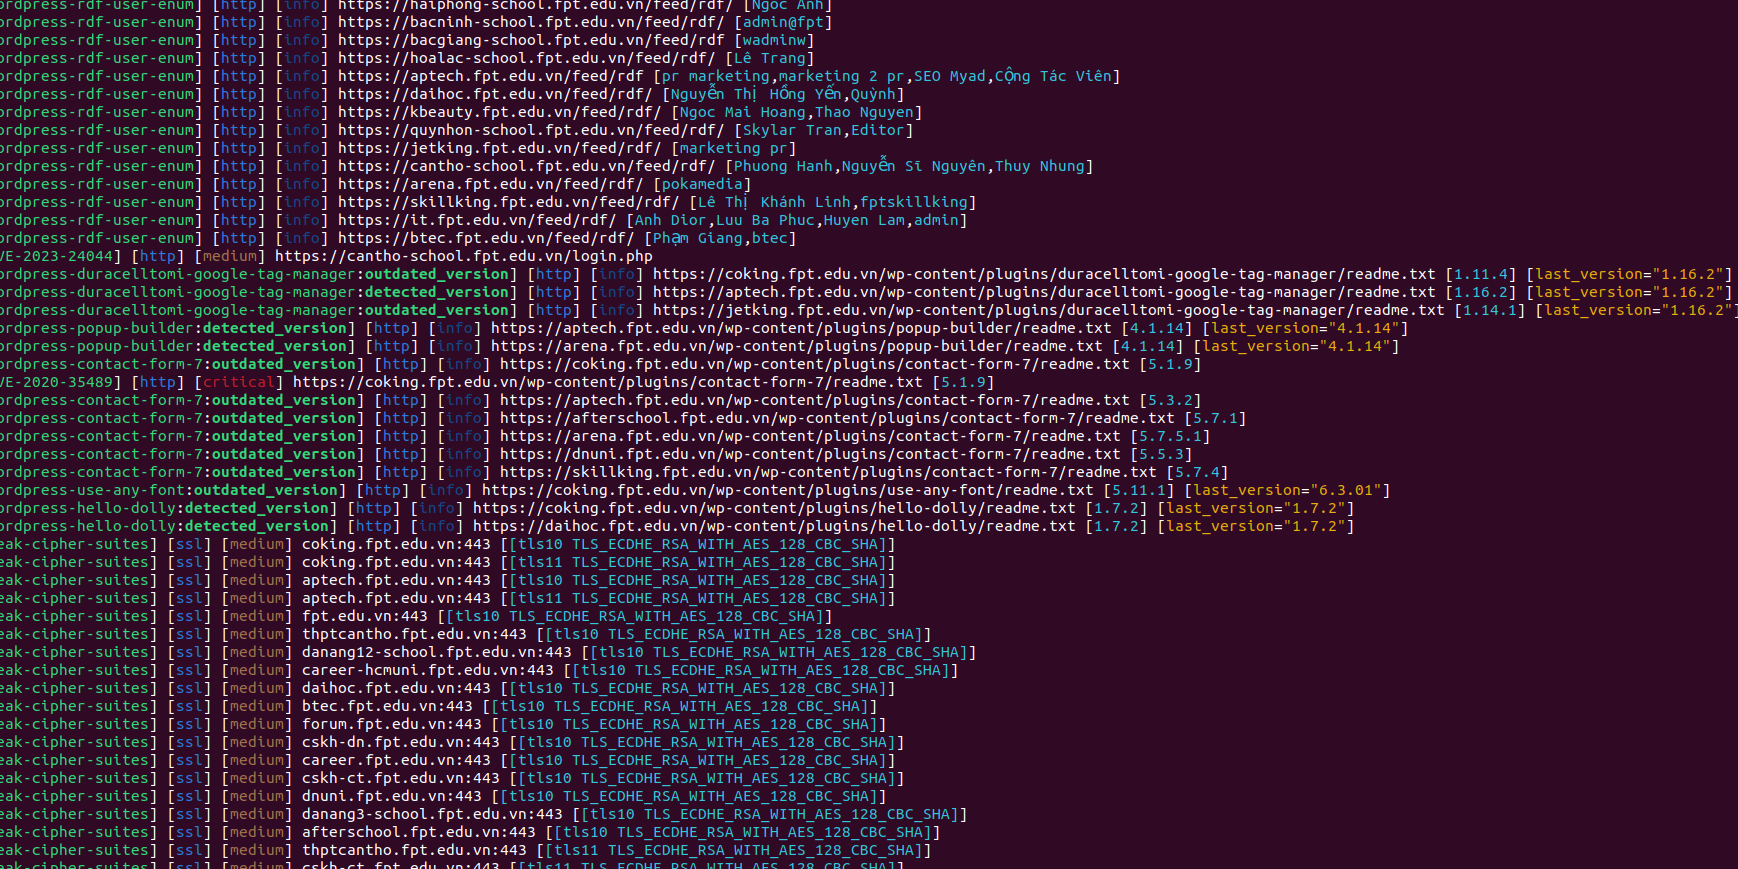 ordpress-rdf-user-enum] [http] [info] https://haiphong-school.fpt.edu.vn/feed/rdf/ [Ngoc Anh]
ordpress-rdf-user-enum] [http] [info] https://bacninh-school.fpt.edu.vn/feed/rdf/ [admin@fpt]
ordpress-rdf-user-enum] [http] [info] https://bacgiang-school.fpt.edu.vn/feed/rdf [wadminw]
ordpress-rdf-user-enum] [http] [info] https://hoalac-school.fpt.edu.vn/feed/rdf/ [Lê Trang]
ordpress-rdf-user-enum] [http] [info] https://aptech.fpt.edu.vn/feed/rdf [pr marketing,marketing 2 pr,SEO Myad,Cộng Tác Viên]
ordpress-rdf-user-enum] [http] [info] https://daihoc.fpt.edu.vn/feed/rdf/ [Nguyễn Thị Hồng Yến,Quỳnh]
ordpress-rdf-user-enum] [http] [info] https://kbeauty.fpt.edu.vn/feed/rdf/ [Ngoc Mai Hoang,Thao Nguyen]
ordpress-rdf-user-enum] [http] [info] https://quynhon-school.fpt.edu.vn/feed/rdf/ [Skylar Tran,Editor]
ordpress-rdf-user-enum] [http] [info] https://jetking.fpt.edu.vn/feed/rdf/ [marketing pr]
ordpress-rdf-user-enum] [http] [info] https://cantho-school.fpt.edu.vn/feed/rdf/ [Phuong Hanh,Nguyễn Sĩ Nguyên,Thuy Nhung]
ordpress-rdf-user-enum] [http] [info] https://arena.fpt.edu.vn/feed/rdf/ [pokamedia]
ordpress-rdf-user-enum] [http] [info] https://skillking.fpt.edu.vn/feed/rdf/ [Lê Thị Khánh Linh,fptskillking]
ordpress-rdf-user-enum] [http] [info] https://it.fpt.edu.vn/feed/rdf/ [Anh Dior,Luu Ba Phuc,Huyen Lam,admin]
ordpress-rdf-user-enum] [http] [info] https://btec.fpt.edu.vn/feed/rdf/ [Phạm Giang,btec]
VE-2023-24044] [http] [medium] https://cantho-school.fpt.edu.vn/login.php
ordpress-duracelltomi-google-tag-manager:outdated_version] [http] [info] https://coking.fpt.edu.vn/wp-content/plugins/duracelltomi-google-tag-manager/readme.txt [1.11.4] [last_version="1.16.2"]
ordpress-duracelltomi-google-tag-manager:detected_version] [http] [info] https://aptech.fpt.edu.vn/wp-content/plugins/duracelltomi-google-tag-manager/readme.txt [1.16.2] [last_version="1.16.2"]
ordpress-duracelltomi-google-tag-manager:outdated_version] [http] [info] https://jetking.fpt.edu.vn/wp-content/plugins/duracelltomi-google-tag-manager/readme.txt [1.14.1] [last_version="1.16.2"]
ordpress-popup-builder:detected_version] [http] [info] https://aptech.fpt.edu.vn/wp-content/plugins/popup-builder/readme.txt [4.1.14] [last_version="4.1.14"]
ordpress-popup-builder:detected_version] [http] [info] https://arena.fpt.edu.vn/wp-content/plugins/popup-builder/readme.txt [4.1.14] [last_version="4.1.14"]
ordpress-contact-form-7:outdated_version] [http] [info] https://coking.fpt.edu.vn/wp-content/plugins/contact-form-7/readme.txt [5.1.9]
VE-2020-35489] [http] [critical] https://coking.fpt.edu.vn/wp-content/plugins/contact-form-7/readme.txt [5.1.9]
ordpress-contact-form-7:outdated_version] [http] [info] https://aptech.fpt.edu.vn/wp-content/plugins/contact-form-7/readme.txt [5.3.2]
ordpress-contact-form-7:outdated_version] [http] [info] https://afterschool.fpt.edu.vn/wp-content/plugins/contact-form-7/readme.txt [5.7.1]
ordpress-contact-form-7:outdated_version] [http] [info] https://arena.fpt.edu.vn/wp-content/plugins/contact-form-7/readme.txt [5.7.5.1]
ordpress-contact-form-7:outdated_version] [http] [info] https://dnuni.fpt.edu.vn/wp-content/plugins/contact-form-7/readme.txt [5.5.3]
ordpress-contact-form-7:outdated_version] [http] [info] https://skillking.fpt.edu.vn/wp-content/plugins/contact-form-7/readme.txt [5.7.4]
ordpress-use-any-font:outdated_version] [http] [info] https://coking.fpt.edu.vn/wp-content/plugins/use-any-font/readme.txt [5.11.1] [last_version="6.3.01"]
ordpress-hello-dolly:detected_version] [http] [info] https://coking.fpt.edu.vn/wp-content/plugins/hello-dolly/readme.txt [1.7.2] [last_version="1.7.2"]
ordpress-hello-dolly:detected_version] [http] [info] https://daihoc.fpt.edu.vn/wp-content/plugins/hello-dolly/readme.txt [1.7.2] [last_version="1.7.2"]
eak-cipher-suites] [ssl] [medium] coking.fpt.edu.vn:443 [[tls10 TLS_ECDHE_RSA_WITH_AES_128_CBC_SHA]]
eak-cipher-suites] [ssl] [medium] coking.fpt.edu.vn:443 [[tls11 TLS_ECDHE_RSA_WITH_AES_128_CBC_SHA]]
eak-cipher-suites] [ssl] [medium] aptech.fpt.edu.vn:443 [[tls10 TLS_ECDHE_RSA_WITH_AES_128_CBC_SHA]]
eak-cipher-suites] [ssl] [medium] aptech.fpt.edu.vn:443 [[tls11 TLS_ECDHE_RSA_WITH_AES_128_CBC_SHA]]
eak-cipher-suites] [ssl] [medium] fpt.edu.vn:443 [[tls10 TLS_ECDHE_RSA_WITH_AES_128_CBC_SHA]]
eak-cipher-suites] [ssl] [medium] thptcantho.fpt.edu.vn:443 [[tls10 TLS_ECDHE_RSA_WITH_AES_128_CBC_SHA]]
eak-cipher-suites] [ssl] [medium] danang12-school.fpt.edu.vn:443 [[tls10 TLS_ECDHE_RSA_WITH_AES_128_CBC_SHA]]
eak-cipher-suites] [ssl] [medium] career-hcmuni.fpt.edu.vn:443 [[tls10 TLS_ECDHE_RSA_WITH_AES_128_CBC_SHA]]
eak-cipher-suites] [ssl] [medium] daihoc.fpt.edu.vn:443 [[tls10 TLS_ECDHE_RSA_WITH_AES_128_CBC_SHA]]
eak-cipher-suites] [ssl] [medium] btec.fpt.edu.vn:443 [[tls10 TLS_ECDHE_RSA_WITH_AES_128_CBC_SHA]]
eak-cipher-suites] [ssl] [medium] forum.fpt.edu.vn:443 [[tls10 TLS_ECDHE_RSA_WITH_AES_128_CBC_SHA]]
eak-cipher-suites] [ssl] [medium] cskh-dn.fpt.edu.vn:443 [[tls10 TLS_ECDHE_RSA_WITH_AES_128_CBC_SHA]]
eak-cipher-suites] [ssl] [medium] career.fpt.edu.vn:443 [[tls10 TLS_ECDHE_RSA_WITH_AES_128_CBC_SHA]]
eak-cipher-suites] [ssl] [medium] cskh-ct.fpt.edu.vn:443 [[tls10 TLS_ECDHE_RSA_WITH_AES_128_CBC_SHA]]
eak-cipher-suites] [ssl] [medium] dnuni.fpt.edu.vn:443 [[tls10 TLS_ECDHE_RSA_WITH_AES_128_CBC_SHA]]
eak-cipher-suites] [ssl] [medium] danang3-school.fpt.edu.vn:443 [[tls10 TLS_ECDHE_RSA_WITH_AES_128_CBC_SHA]]
eak-cipher-suites] [ssl] [medium] afterschool.fpt.edu.vn:443 [[tls10 TLS_ECDHE_RSA_WITH_AES_128_CBC_SHA]]
eak-cipher-suites] [ssl] [medium] thptcantho.fpt.edu.vn:443 [[tls11 TLS_ECDHE_RSA_WITH_AES_128_CBC_SHA]]
eak-cipher-suites] [ssl] [medium] cskh-ct.fpt.edu.vn:443 [[tls11 TLS_ECDHE_RSA_WITH_AES_128_CBC_SHA]]